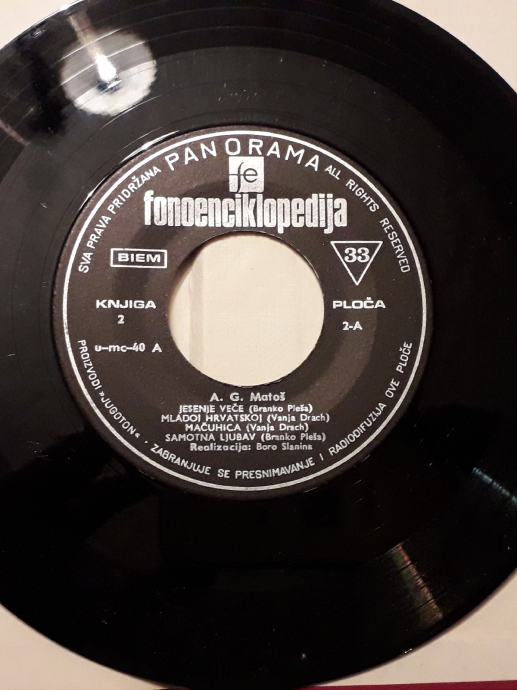 PANORAMA
SVA PRAVA PRIDRŽANA
ALL RIGHTS RESERVED
fe
fonoenciklopedija
BIEM
33
KNJIGA
2
PLOČA
2-A
u-mc-40 A
A. G. Matoš
JESENJE VEČE (Branko Pleša)
MLADOJ HRVATSKOJ (Vanja Drach)
MAČUHICA (Vanja Drach)
SAMOTNA LJUBAV (Branko Pleša)
Realizacija: Boro Slanina
PROIZVODI »JUGOTON« · ZABRANJUJE SE PRESNIMAVANJE I RADIODIFUZIJA OVE PLOČE